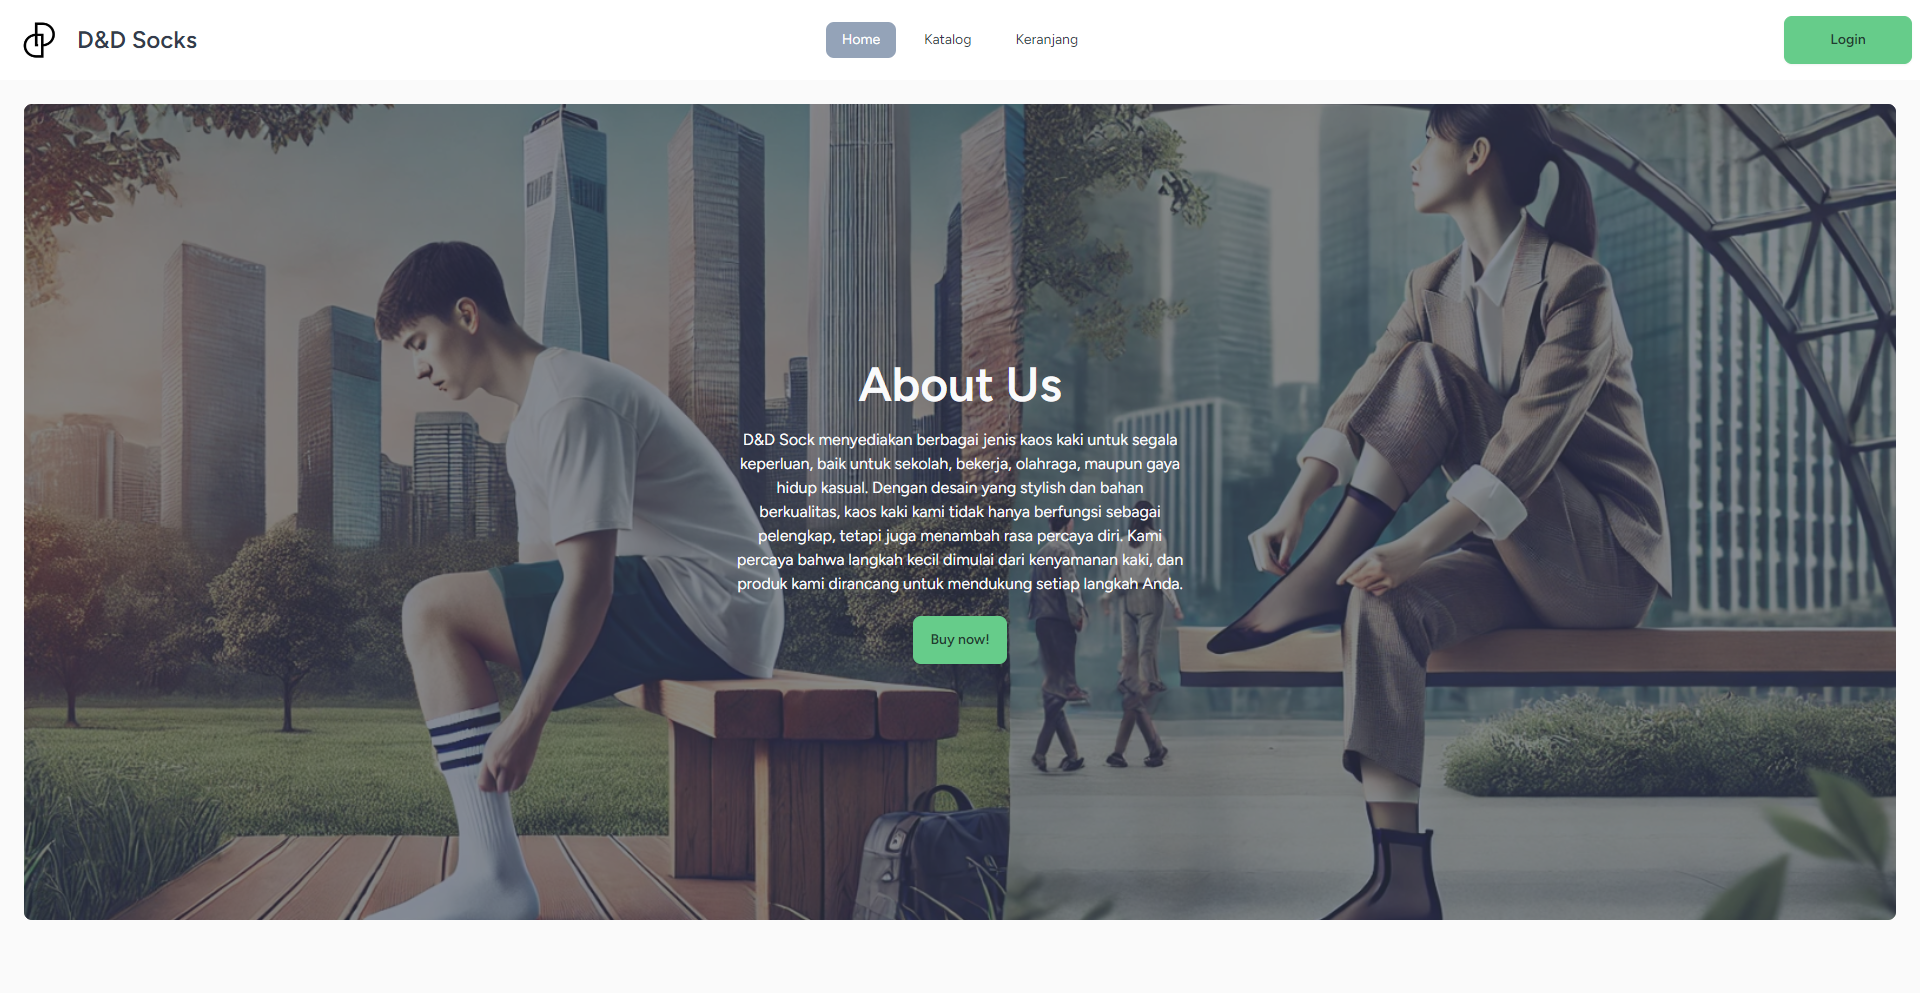 D&D Socks
Home
Katalog
Keranjang
Login
About Us
D&D Sock menyediakan berbagai jenis kaos kaki untuk segala
keperluan, baik untuk sekolah, bekerja, olahraga, maupun gaya
hidup kasual. Dengan desain yang stylish dan bahan
berkualitas, kaos kaki kami tidak hanya berfungsi sebagai
pelengkap, tetapi juga menambah rasa percaya diri. Kami
percaya bahwa langkah kecil dimulai dari kenyamanan kaki, dan
produk kami dirancang untuk mendukung setiap langkah Anda.
Buy now!